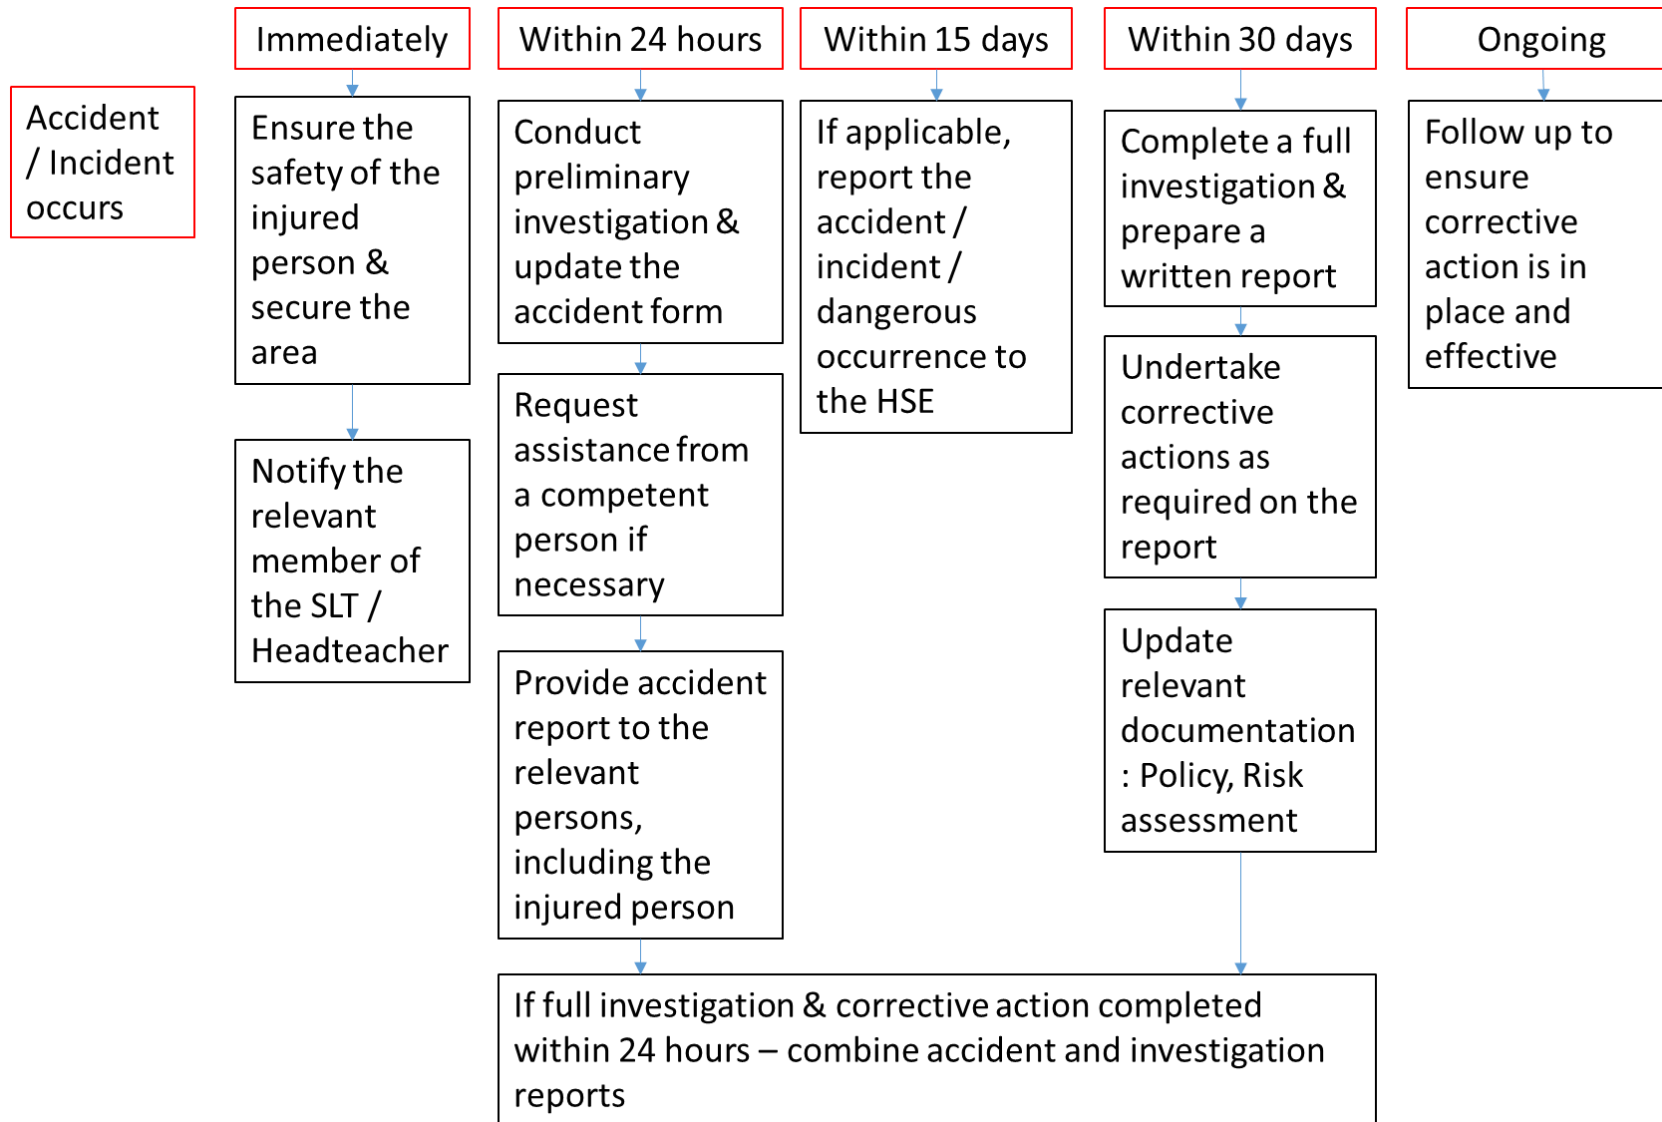 Immediately
Within 24 hours
Within 15 days
Within 30 days
Ongoing
Accident
/ Incident
occurs
Ensure the
safety of the
injured
person &
secure the
area
Notify the
relevant
member of
the SLT /
Headteacher
Conduct
preliminary
investigation &
update the
accident form
Request
assistance from
a competent
person if
necessary
Provide accident
report to the
relevant
persons,
including the
injured person
If applicable,
report the
accident /
incident /
dangerous
occurrence to
the HSE
Complete a full
investigation &
prepare a
written report
Undertake
corrective
actions as
required on the
report
Update
relevant
documentation
: Policy, Risk
assessment
Follow up to
ensure
corrective
action is in
place and
effective
If full investigation & corrective action completed
within 24 hours – combine accident and investigation
reports